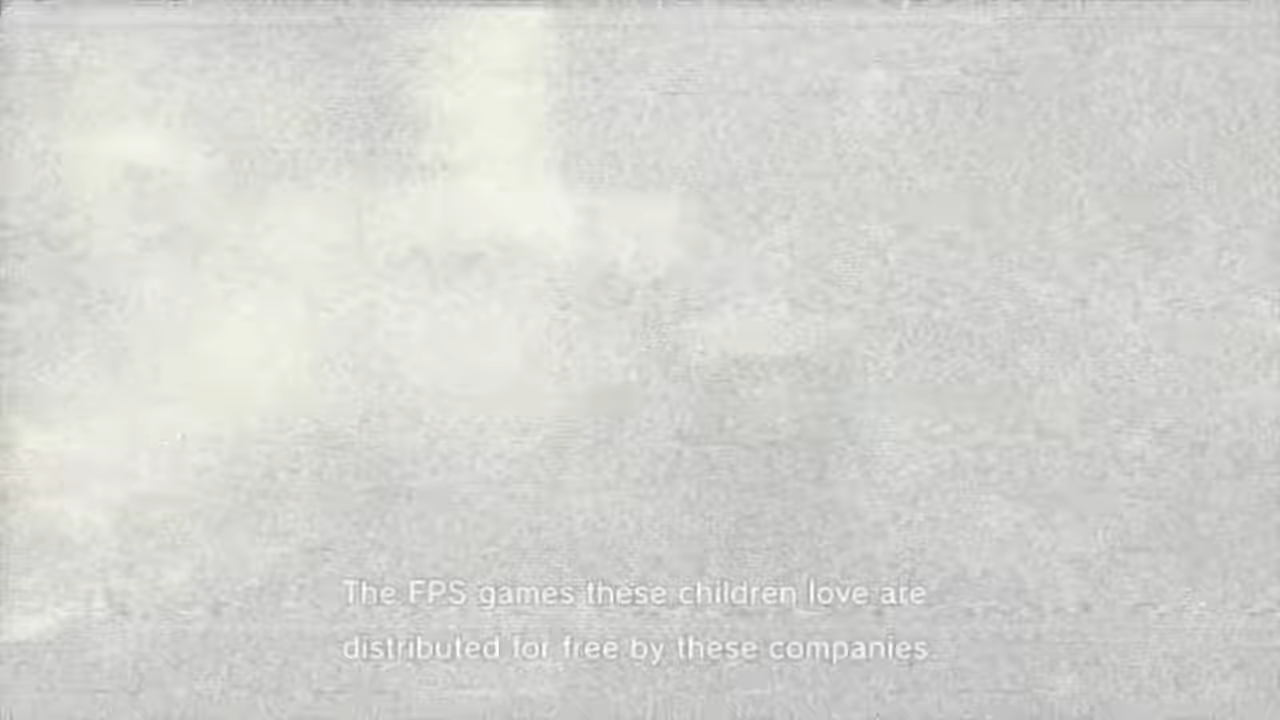 The FPS games these children love are
distributed for free by these companies.